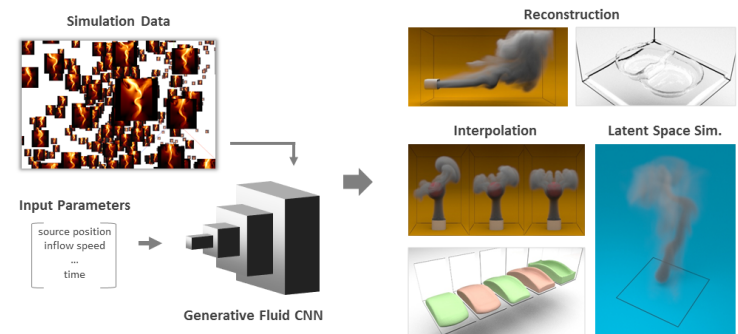 Simulation Data
Input Parameters
source position
inflow speed
...
time
Generative Fluid CNN
Reconstruction
Interpolation
Latent Space Sim.